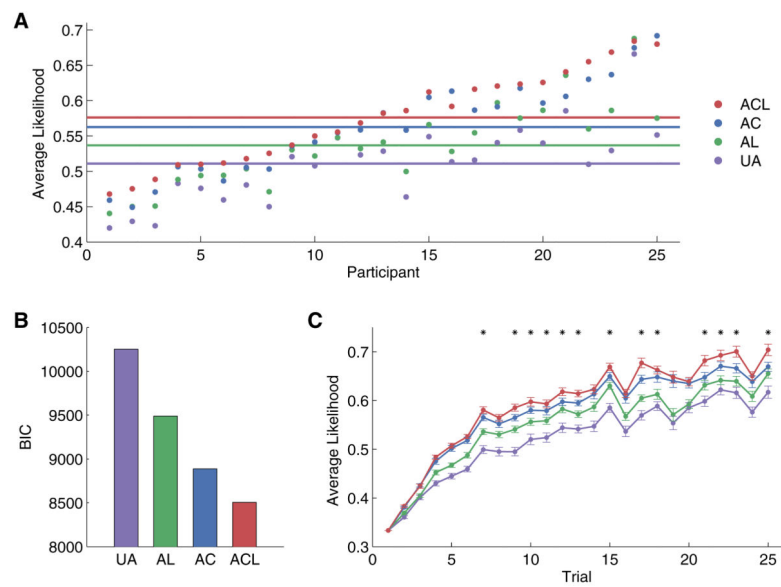 A
0.7
0.65
0.6
0.55
0.5
0.45
0.4
Average Likelihood
0 5 10 15 20 25
Participant
ACL
AC
AL
UA
B
10500
10000
9500
9000
8500
8000
BIC
UA AL AC ACL
C
* * * * * * * * * * * * *
0.7
0.6
0.5
0.4
0.3
Average Likelihood
0 5 10 15 20 25
Trial